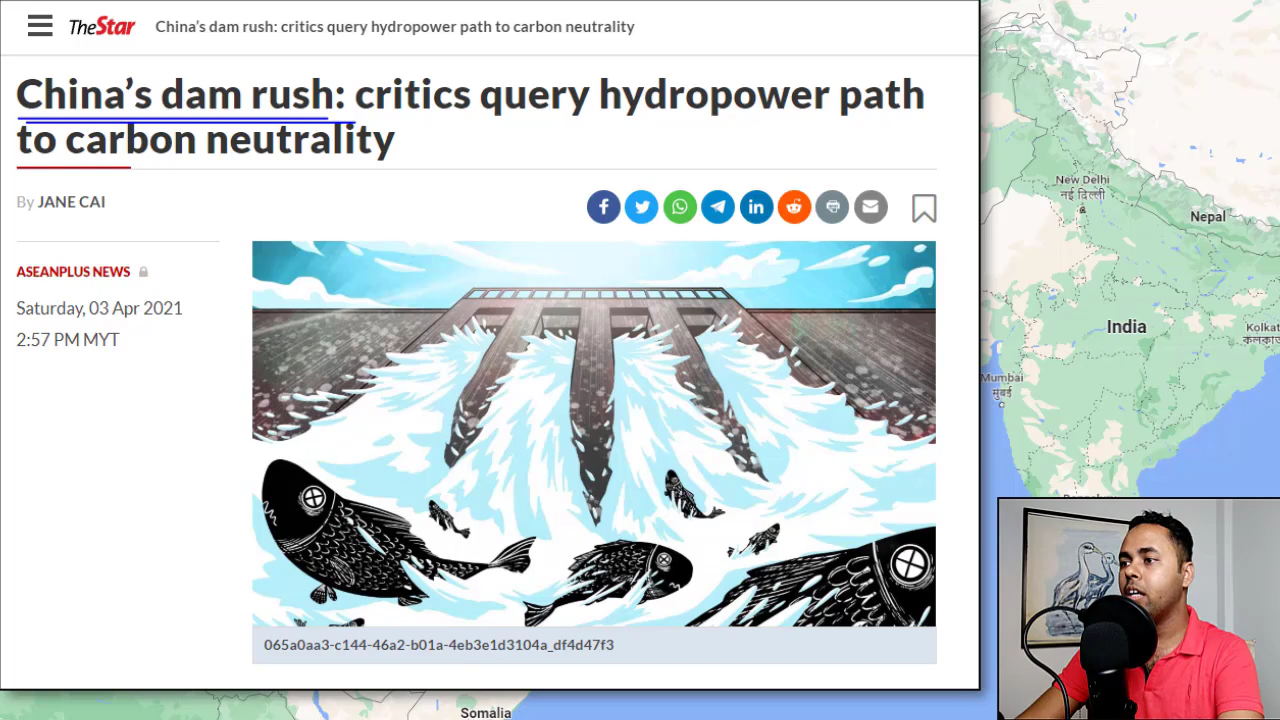 TheStar China's dam rush: critics query hydropower path to carbon neutrality
China's dam rush: critics query hydropower path
to carbon neutrality
By JANE CAI
ASEANPLUS NEWS
Saturday, 03 Apr 2021
2:57 PM MYT
065a0aa3-c144-46a2-b01a-4eb3e1d3104a_df4d47f3
New Delhi
नई दिल्ली
Nepal
India
Mumbai
मुंबई
Somalia